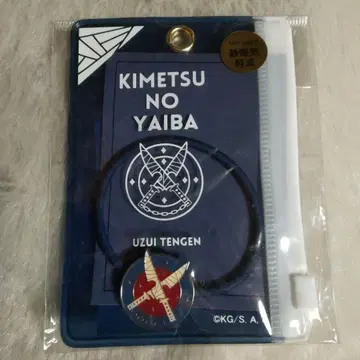 KIMETSU
NO
YAIBA
UZUI TENGEN
©KG/S, A,